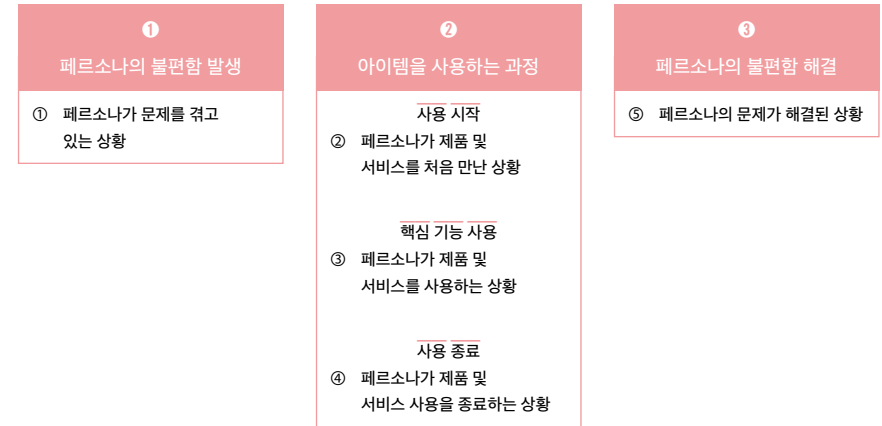 ❶
페르소나의 불편함 발생
① 페르소나가 문제를 겪고
있는 상황
❷
아이템을 사용하는 과정
사용 시작
② 페르소나가 제품 및
서비스를 처음 만난 상황
핵심 기능 사용
③ 페르소나가 제품 및
서비스를 사용하는 상황
사용 종료
④ 페르소나가 제품 및
서비스 사용을 종료하는 상황
❸
페르소나의 불편함 해결
⑤ 페르소나의 문제가 해결된 상황